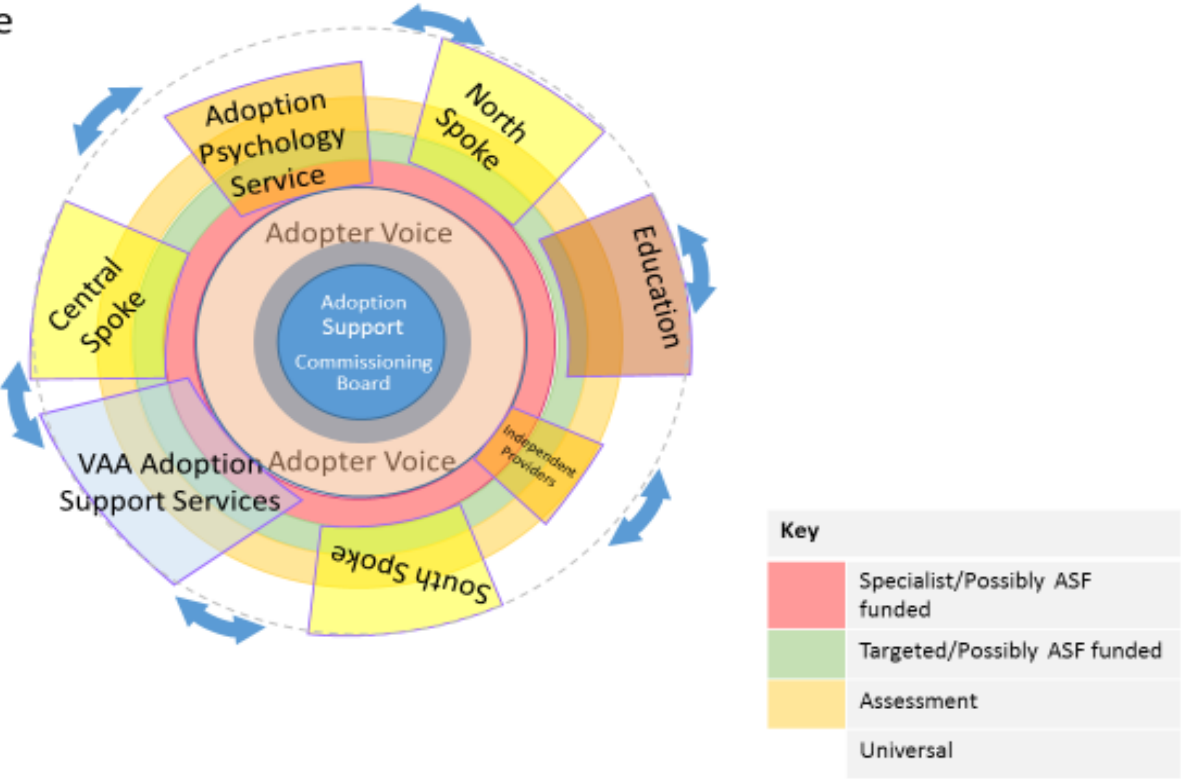 e
Adoption
Psychology
Service
North
Spoke
Education
Central
Spoke
Adopter Voice
Adoption
Support
Commissioning
Board
Adopter Voice
Independent
Providers
VAA Adoption
Support Services
South Spoke
Key
Specialist/Possibly ASF
funded
Targeted/Possibly ASF funded
Assessment
Universal